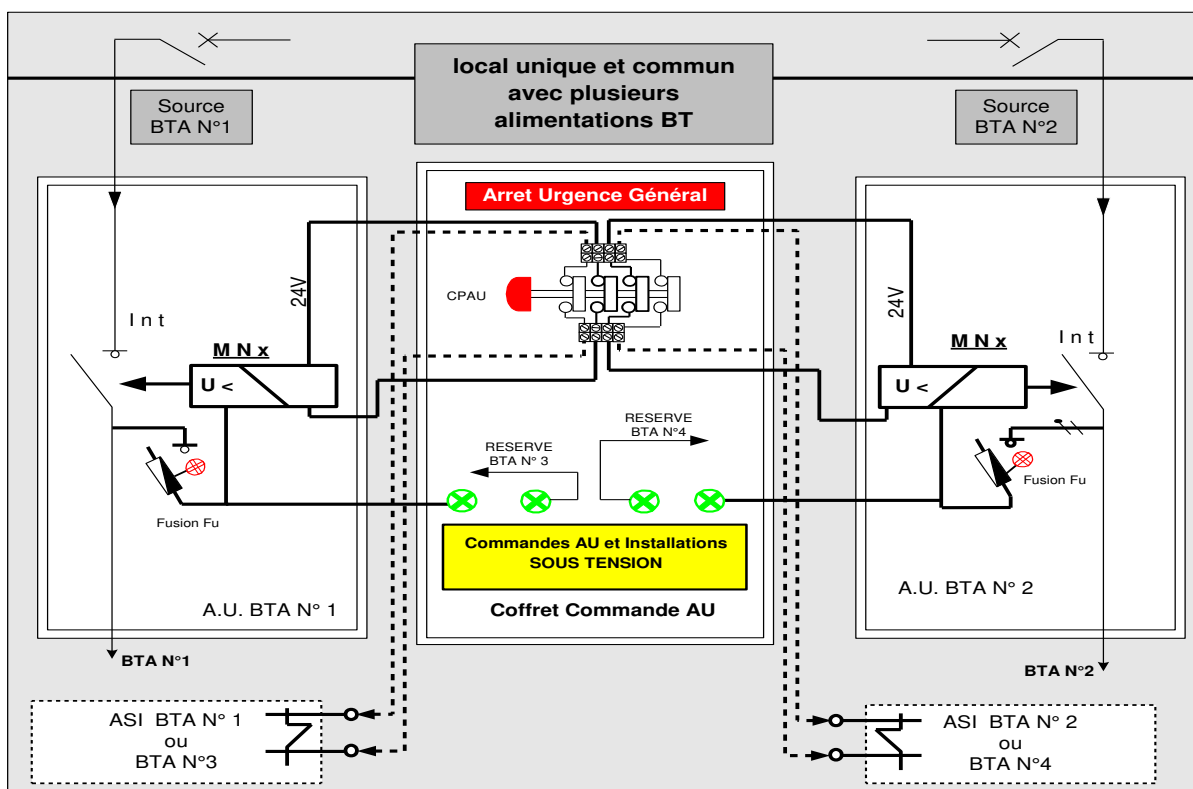 local unique et commun
avec plusieurs
alimentations BT
Source
BTA N°1
Source
BTA N°2
Arret Urgence Général
24V
CPAU
24V
Int
MNx
U <
MNx
U <
Int
RESERVE
BTA N°4
RESERVE
BTA N° 3
Fusion Fu
Fusion Fu
Commandes AU et Installations
SOUS TENSION
A.U. BTA N° 1
Coffret Commande AU
A.U. BTA N° 2
BTA N°1
BTA N°2
ASI BTA N° 1
ou
BTA N°3
ASI BTA N° 2
ou
BTA N°4